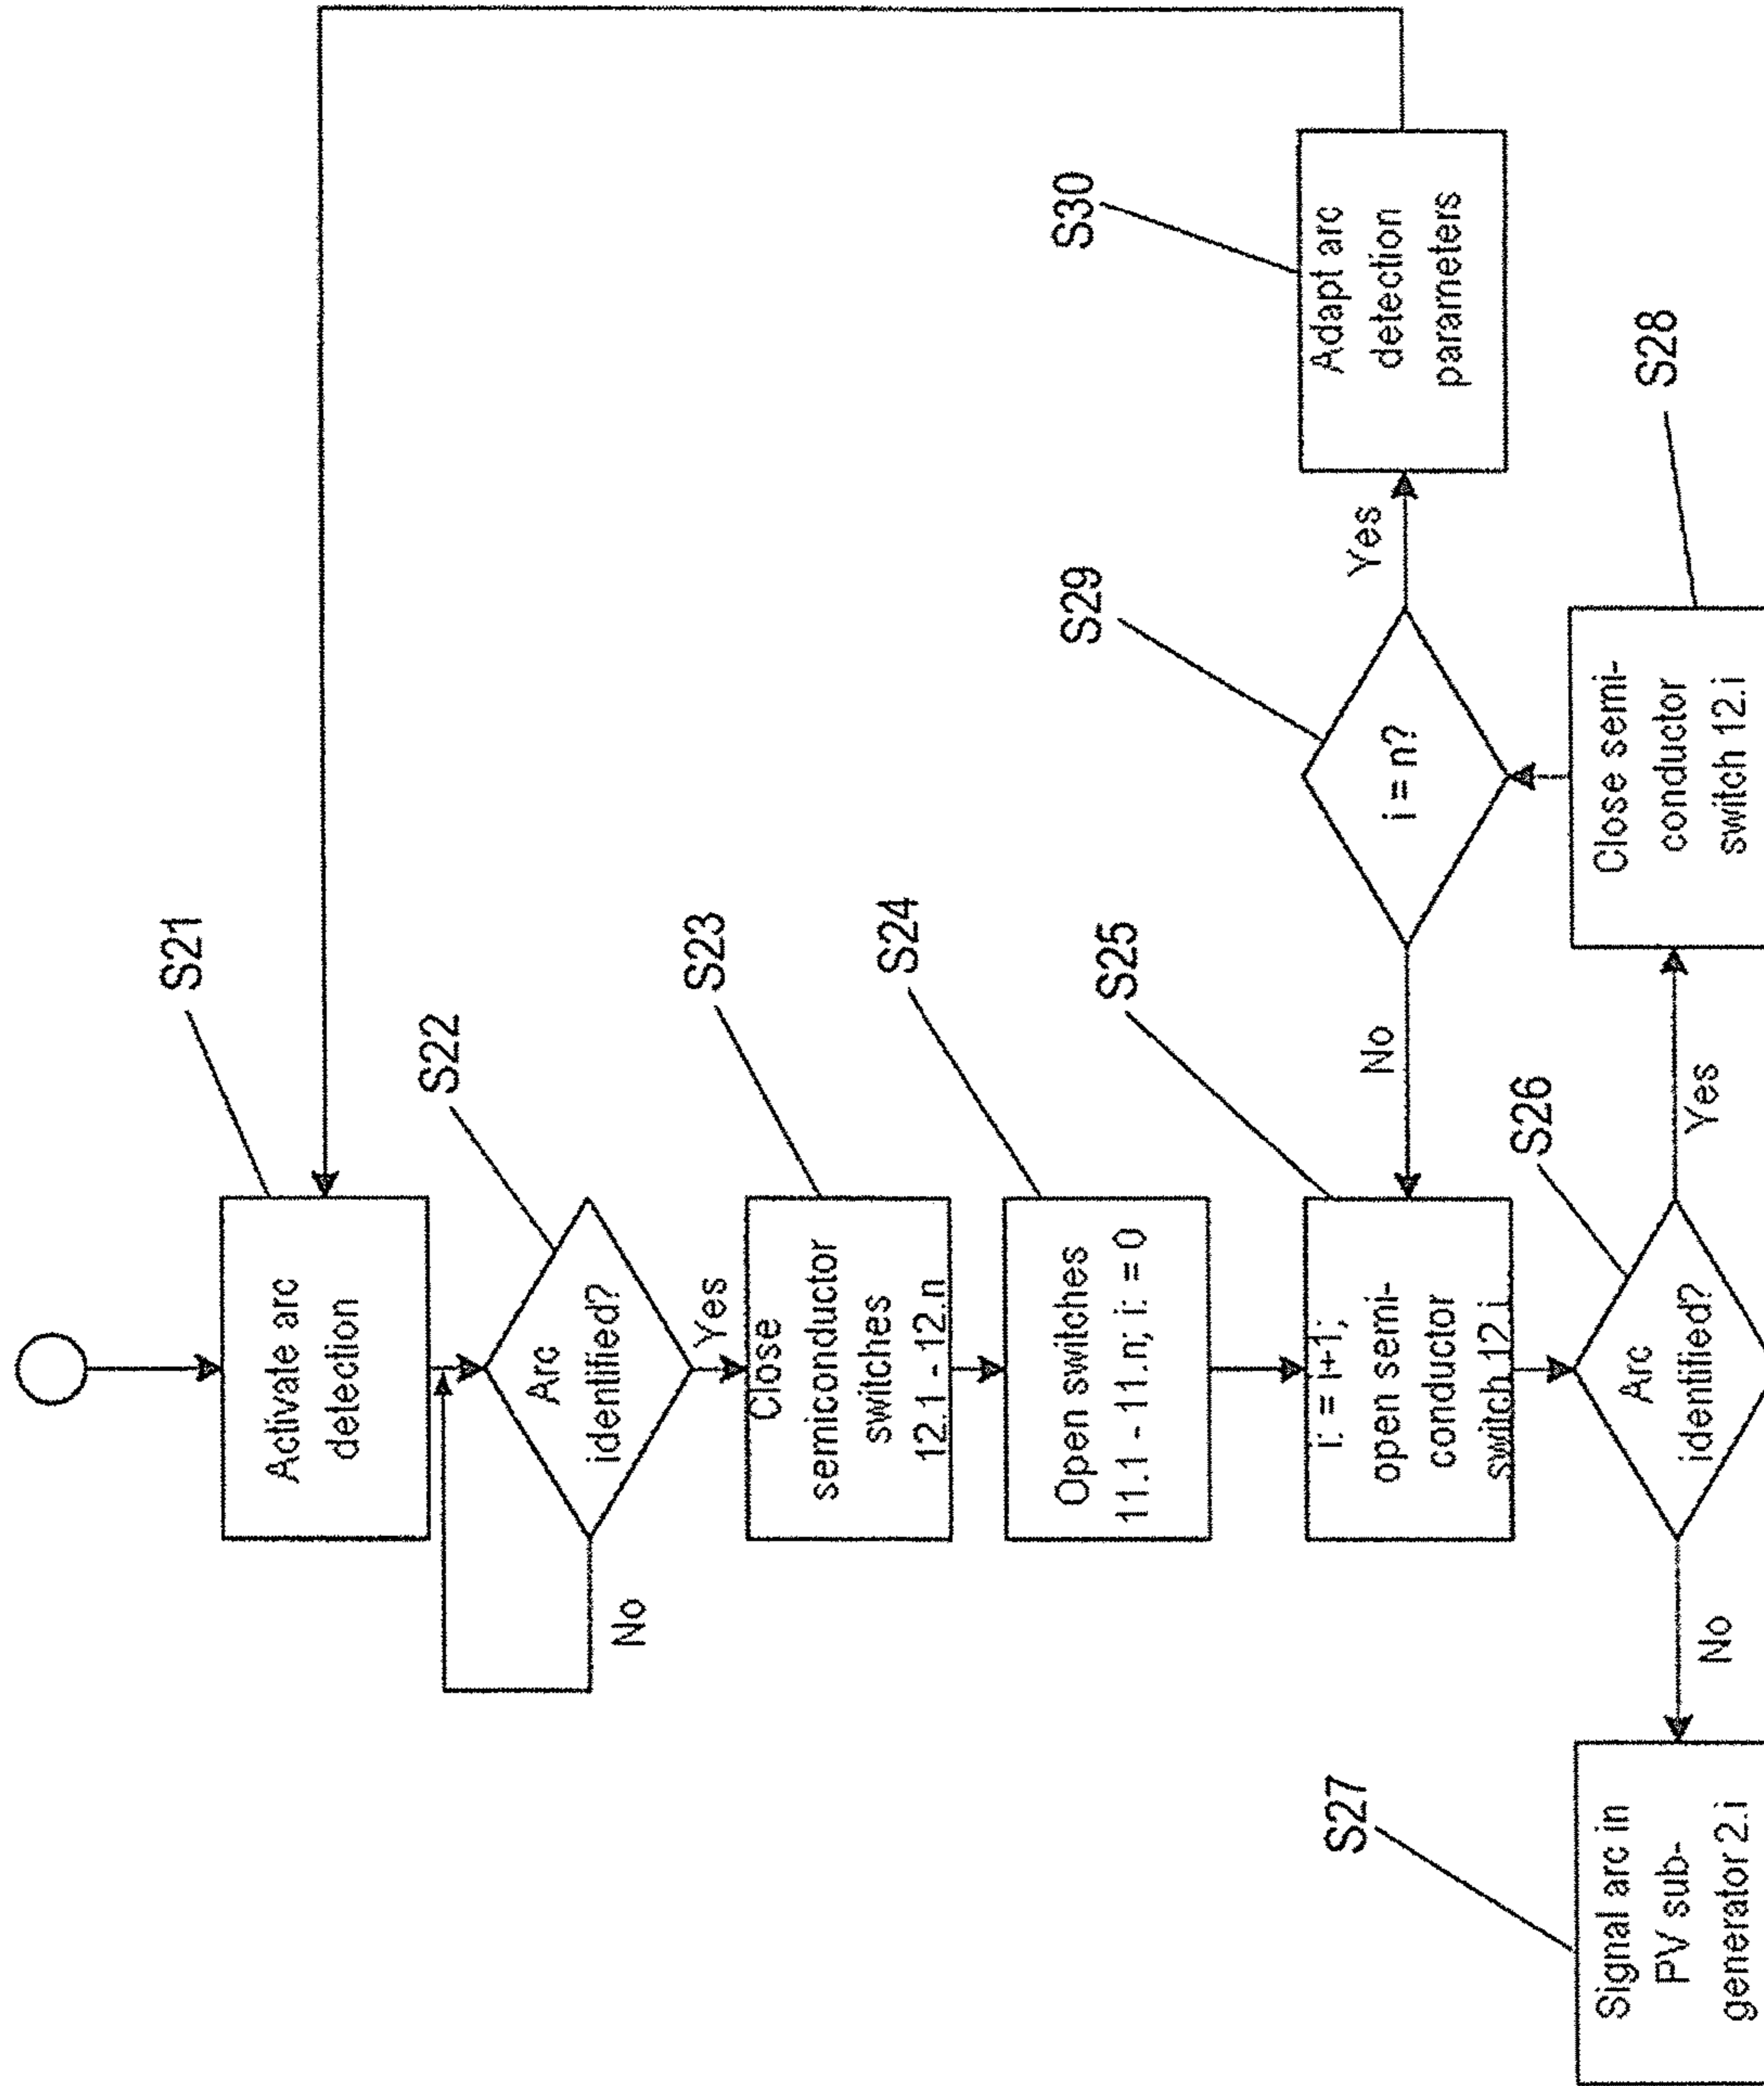 S21
Activate arc
detection
S22
Arc
identified?
No
Yes
S23
Close
semiconductor
switches
12.1 - 12.n
S24
Open switches
11.1 - 11.n; i: = 0
S25
i: = i+1;
open semi-
conductor
switch 12.i
S26
Arc
identified?
No
Yes
S27
Signal arc in
PV sub-
generator 2.i
S28
Close semi-
conductor
switch 12.i
S29
i = n?
No
Yes
S30
Adapt arc
detection
parameters